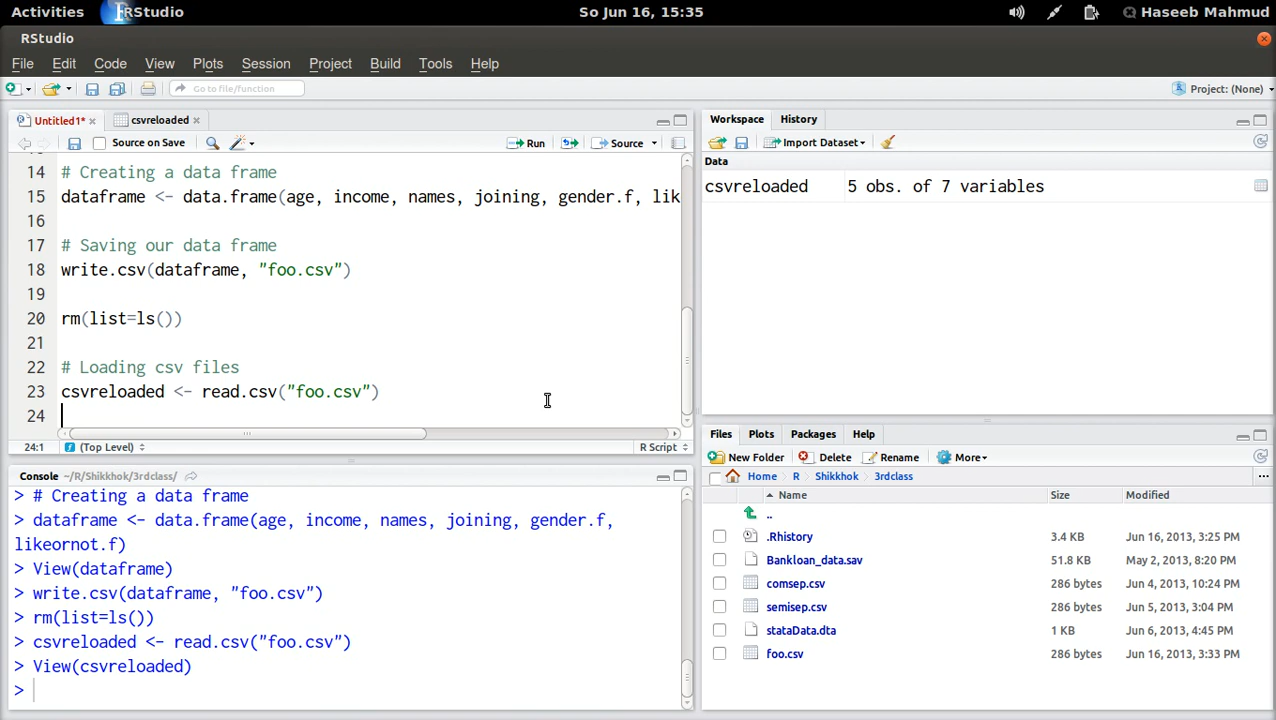 Activities RStudio So Jun 16, 15:35 Haseeb Mahmud
RStudio
File Edit Code View Plots Session Project Build Tools Help
Go to file/function Project: (None)
Untitled1* csvreloaded
Source on Save Run Source
14 # Creating a data frame
15 dataframe <- data.frame(age, income, names, joining, gender.f, lik
16
17 # Saving our data frame
18 write.csv(dataframe, "foo.csv")
19
20 rm(list=ls())
21
22 # Loading csv files
23 csvreloaded <- read.csv("foo.csv")
24
24:1 (Top Level) R Script
Console ~/R/Shikkhok/3rdclass/
> # Creating a data frame
> dataframe <- data.frame(age, income, names, joining, gender.f,
likeornot.f)
> View(dataframe)
> write.csv(dataframe, "foo.csv")
> rm(list=ls())
> csvreloaded <- read.csv("foo.csv")
> View(csvreloaded)
>
Workspace History
Import Dataset
Data
csvreloaded 5 obs. of 7 variables
Files Plots Packages Help
New Folder Delete Rename More
Home R Shikkhok 3rdclass ...
Name Size Modified
..
.Rhistory 3.4 KB Jun 16, 2013, 3:25 PM
Bankloan_data.sav 51.8 KB May 2, 2013, 8:20 PM
comsep.csv 286 bytes Jun 4, 2013, 10:24 PM
semisep.csv 286 bytes Jun 5, 2013, 3:04 PM
stataData.dta 1 KB Jun 6, 2013, 4:45 PM
foo.csv 286 bytes Jun 16, 2013, 3:33 PM